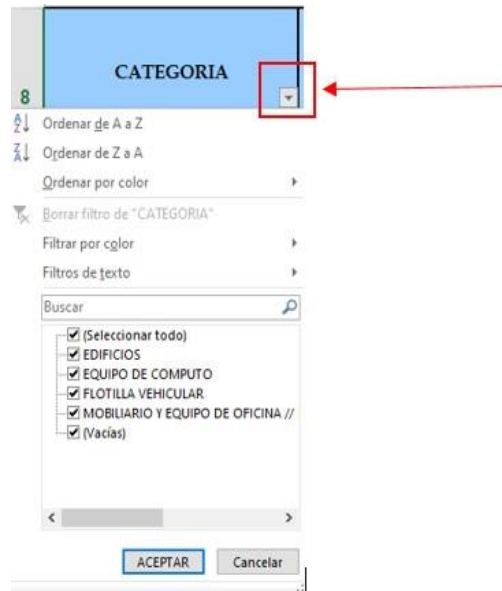 CATEGORIA
8
Ordenar de A a Z
Ordenar de Z a A
Ordenar por color
Borrar filtro de "CATEGORIA"
Filtrar por color
Filtros de texto
Buscar
(Seleccionar todo)
EDIFICIOS
EQUIPO DE COMPUTO
FLOTILLA VEHICULAR
MOBILIARIO Y EQUIPO DE OFICINA //
(Vacías)
ACEPTAR Cancelar